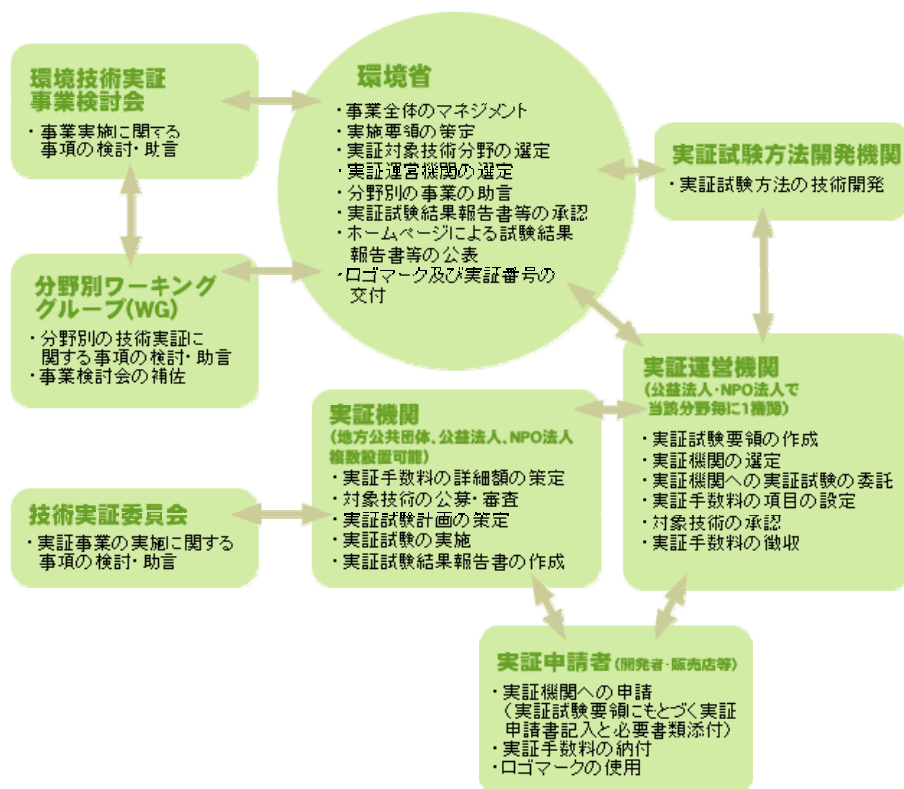 環境技術実証
事業検討会
・事業実施に関する
事項の検討・助言
環境省
・事業全体のマネジメント
・実施要領の策定
・実証対象技術分野の選定
・実証運営機関の選定
・分野別の事業の助言
・実証試験結果報告書等の承認
・ホームページによる試験結果
報告書等の公表
・ロゴマーク及び実証番号の
交付
実証試験方法開発機関
・実証試験方法の技術開発
分野別ワーキング
グループ(WG)
・分野別の技術実証に
関する事項の検討・助言
・事業検討会の補佐
実証運営機関
(公益法人・NPO法人で
当該分野毎に1機関)
・実証試験要領の作成
・実証機関の選定
・実証機関への実証試験の委託
・実証手数料の項目の設定
・対象技術の承認
・実証手数料の徴収
実証機関
(地方公共団体、公益法人、NPO法人
複数設置可能)
・実証手数料の詳細額の策定
・対象技術の公募・審査
・実証試験計画の策定
・実証試験の実施
・実証試験結果報告書の作成
技術実証委員会
・実証事業の実施に関する
事項の検討・助言
実証申請者(開発者・販売店等)
・実証機関への申請
(実証試験要領にもとづく実証
申請書記入と必要書類添付)
・実証手数料の納付
・ロゴマークの使用